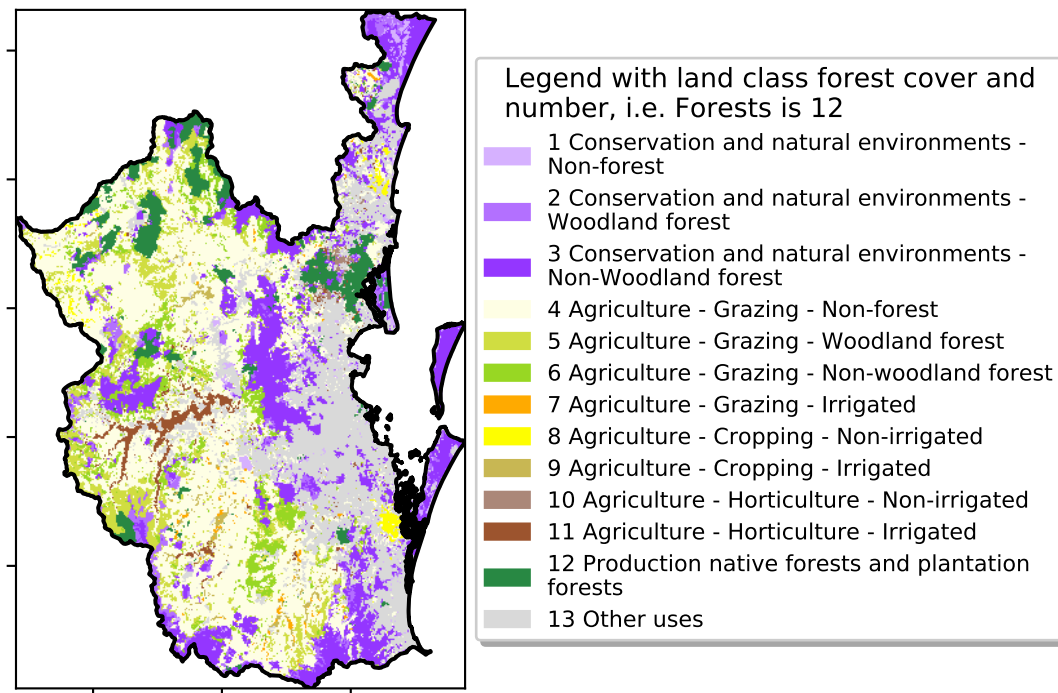 Legend with land class forest cover and
number, i.e. Forests is 12
1 Conservation and natural environments -
Non-forest
2 Conservation and natural environments -
Woodland forest
3 Conservation and natural environments -
Non-Woodland forest
4 Agriculture - Grazing - Non-forest
5 Agriculture - Grazing - Woodland forest
6 Agriculture - Grazing - Non-woodland forest
7 Agriculture - Grazing - Irrigated
8 Agriculture - Cropping - Non-irrigated
9 Agriculture - Cropping - Irrigated
10 Agriculture - Horticulture - Non-irrigated
11 Agriculture - Horticulture - Irrigated
12 Production native forests and plantation
forests
13 Other uses